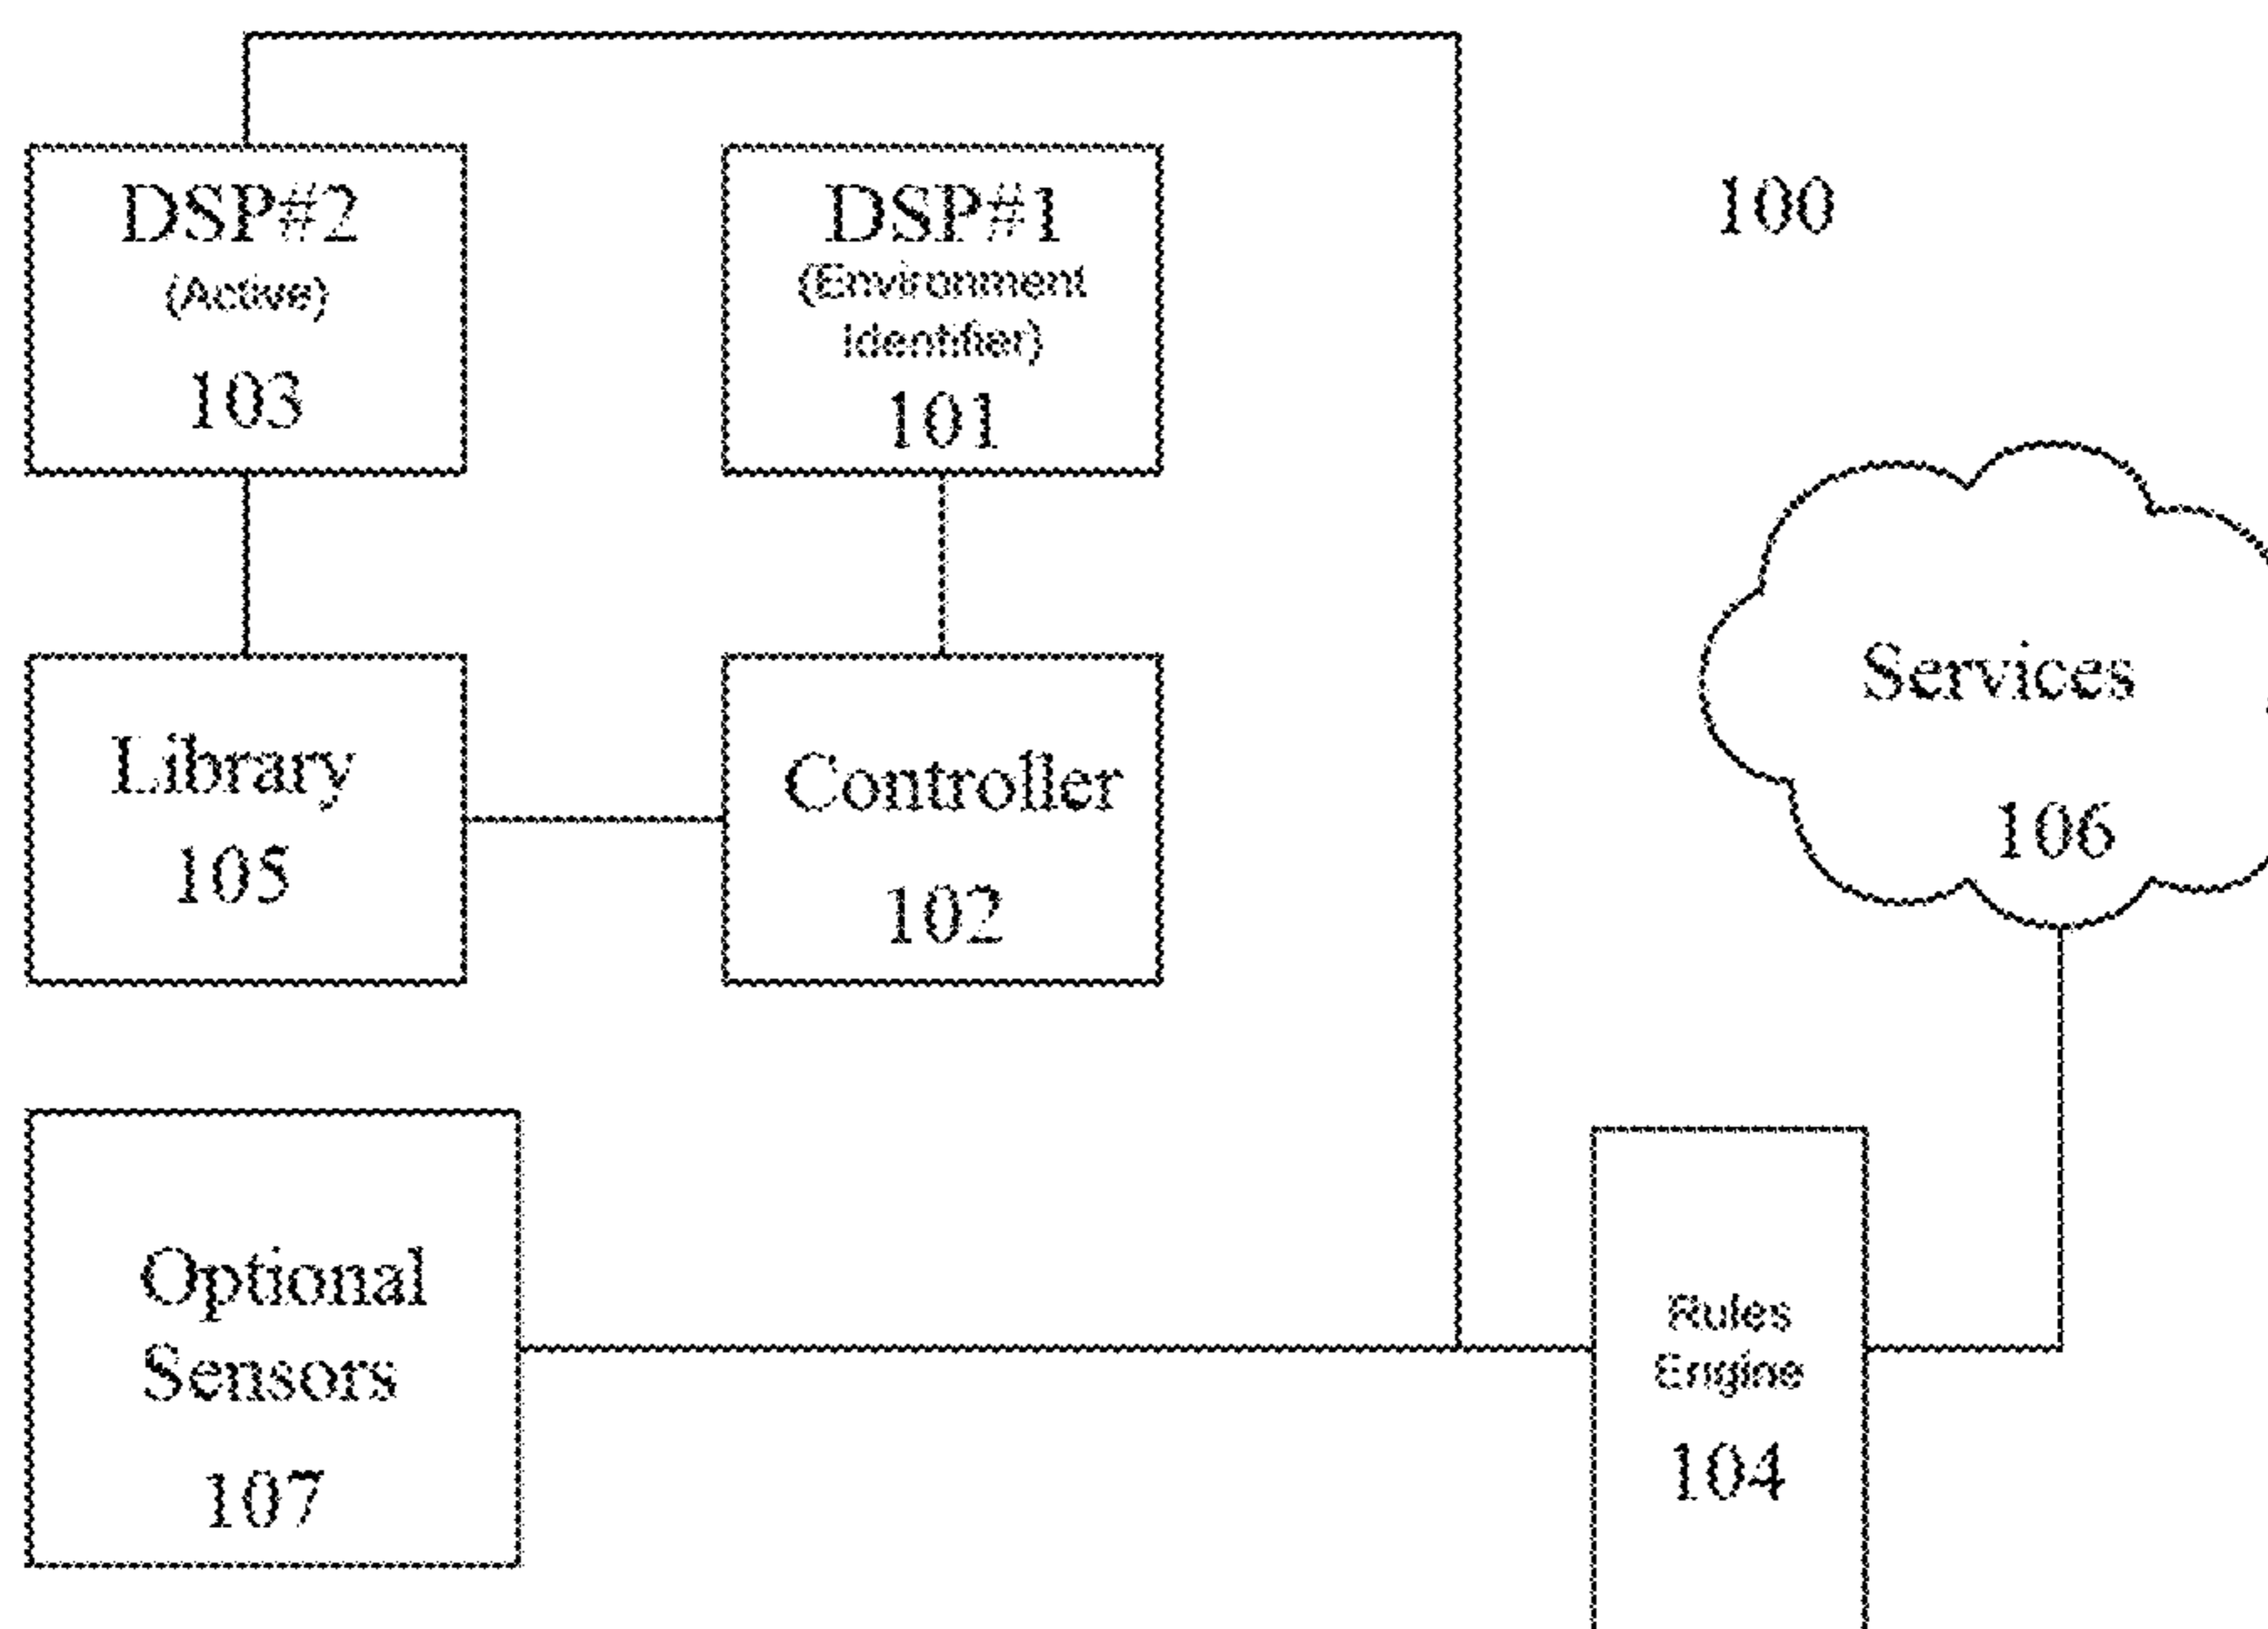 DSP#2
(Active)
103
DSP#1
(Environment
Identifier)
101
100
Library
105
Controller
102
Services
106
Optional
Sensors
107
Rules
Engine
104